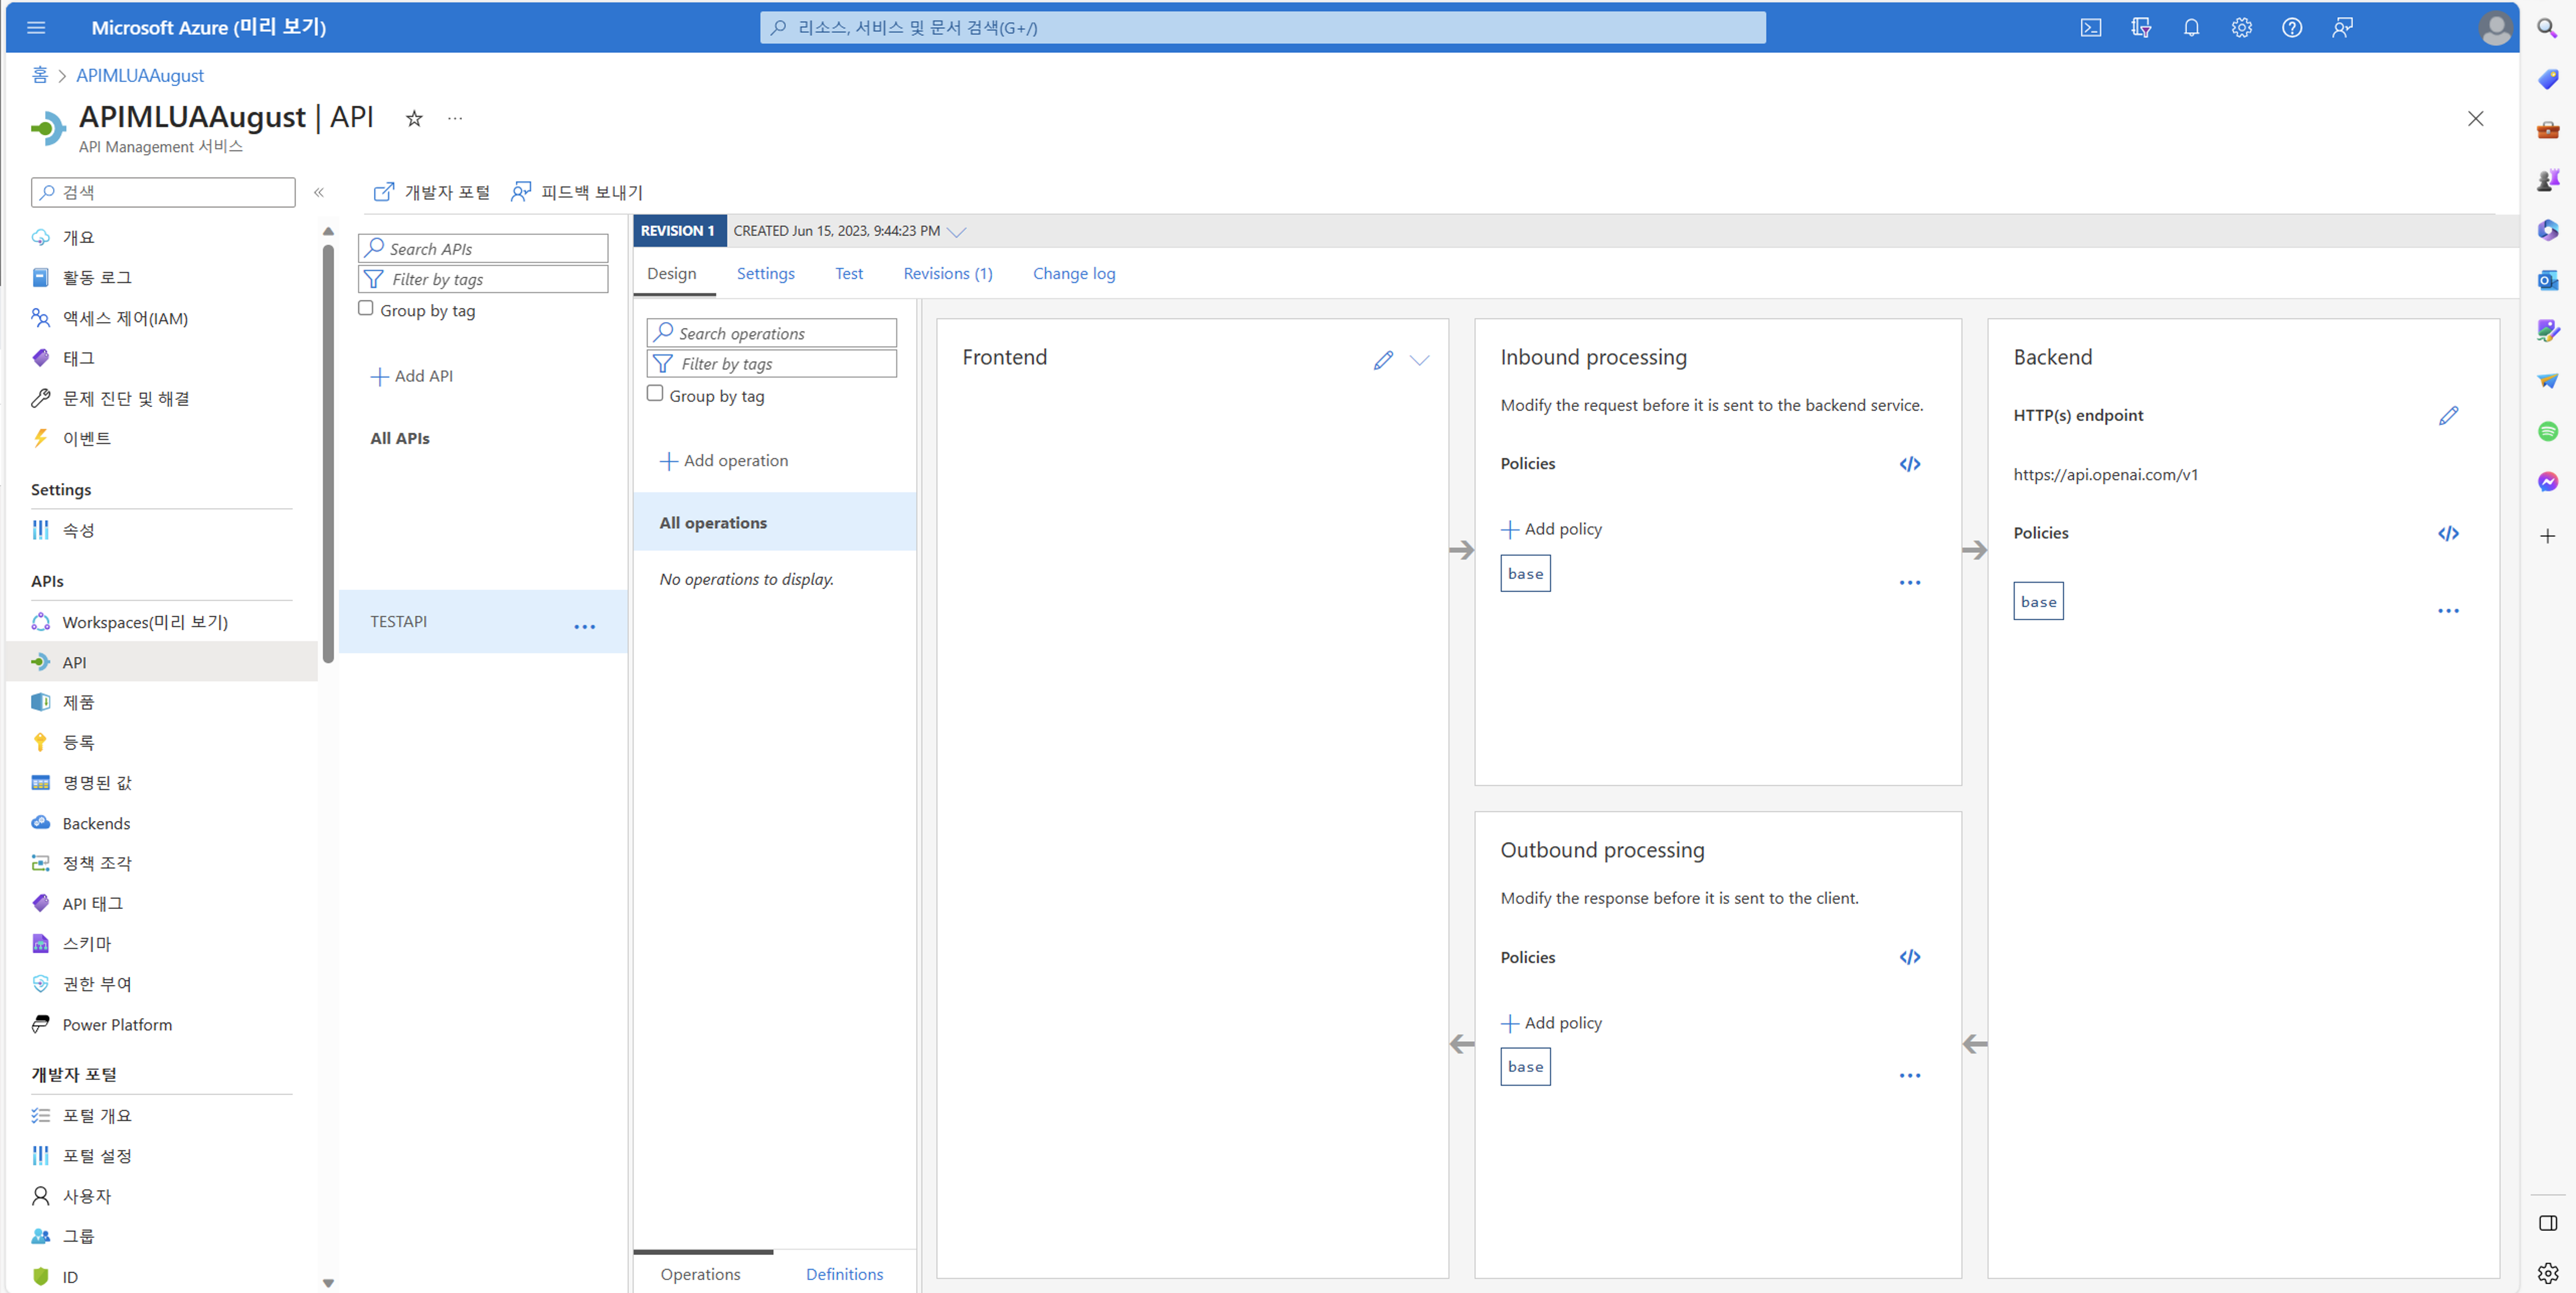 Microsoft Azure (미리 보기)
리소스, 서비스 및 문서 검색(G+/)
홈 > APIMLUAAugust
APIMLUAAugust | API
API Management 서비스
검색
개요
활동 로그
액세스 제어(IAM)
태그
문제 진단 및 해결
이벤트
Settings
속성
APIs
Workspaces(미리 보기)
API
제품
등록
명명된 값
Backends
정책 조각
API 태그
스키마
권한 부여
Power Platform
개발자 포털
포털 개요
포털 설정
사용자
그룹
ID
개발자 포털
피드백 보내기
Search APIs
Filter by tags
Group by tag
Add API
All APIs
TESTAPI
REVISION 1
CREATED Jun 15, 2023, 9:44:23 PM
Design
Settings
Test
Revisions (1)
Change log
Search operations
Filter by tags
Group by tag
Add operation
All operations
No operations to display.
Operations
Definitions
Frontend
Inbound processing
Modify the request before it is sent to the backend service.
Policies
Add policy
base
Outbound processing
Modify the response before it is sent to the client.
Policies
Add policy
base
Backend
HTTP(s) endpoint
https://api.openai.com/v1
Policies
base